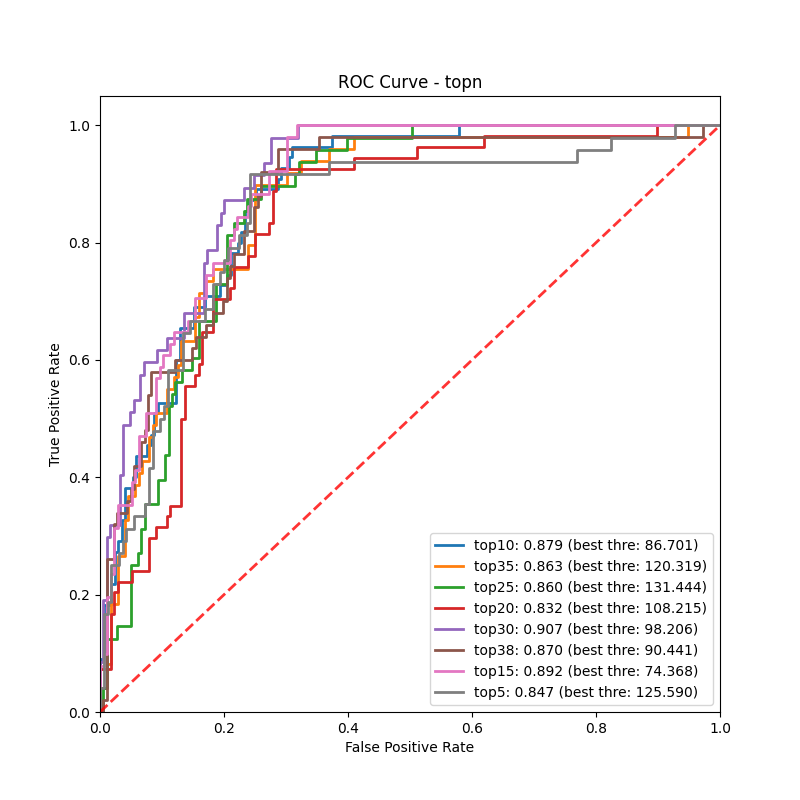 ROC Curve - topn
True Positive Rate
1.0
0.8
0.6
0.4
0.2
0.0
0.0 0.2 0.4 0.6 0.8 1.0
False Positive Rate
top10: 0.879 (best thre: 86.701)
top35: 0.863 (best thre: 120.319)
top25: 0.860 (best thre: 131.444)
top20: 0.832 (best thre: 108.215)
top30: 0.907 (best thre: 98.206)
top38: 0.870 (best thre: 90.441)
top15: 0.892 (best thre: 74.368)
top5: 0.847 (best thre: 125.590)